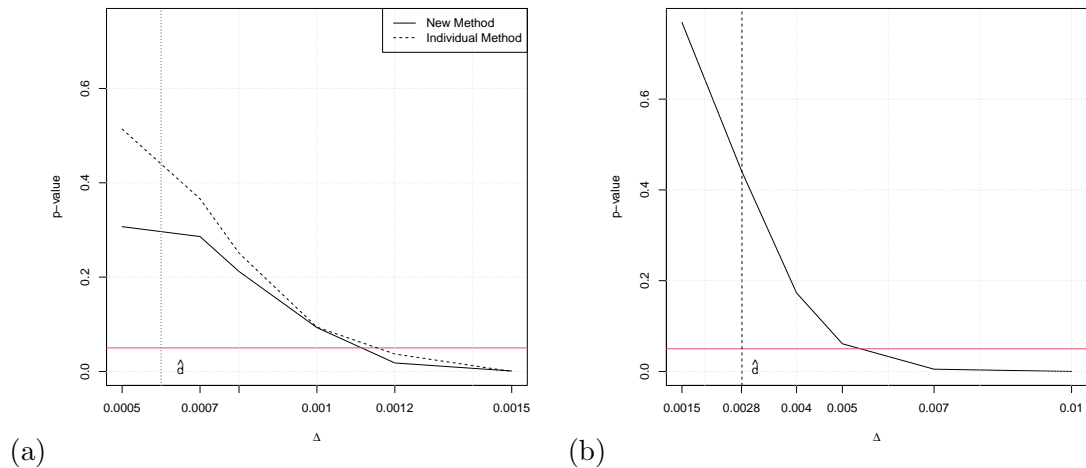 New Method
Individual Method
p−value
0.0
0.2
0.4
0.6
â
0.0005
0.0007
0.001
0.0012
0.0015
Δ
(a)
p−value
0.0
0.2
0.4
0.6
â
0.0015
0.0028
0.004
0.005
0.007
0.01
Δ
(b)